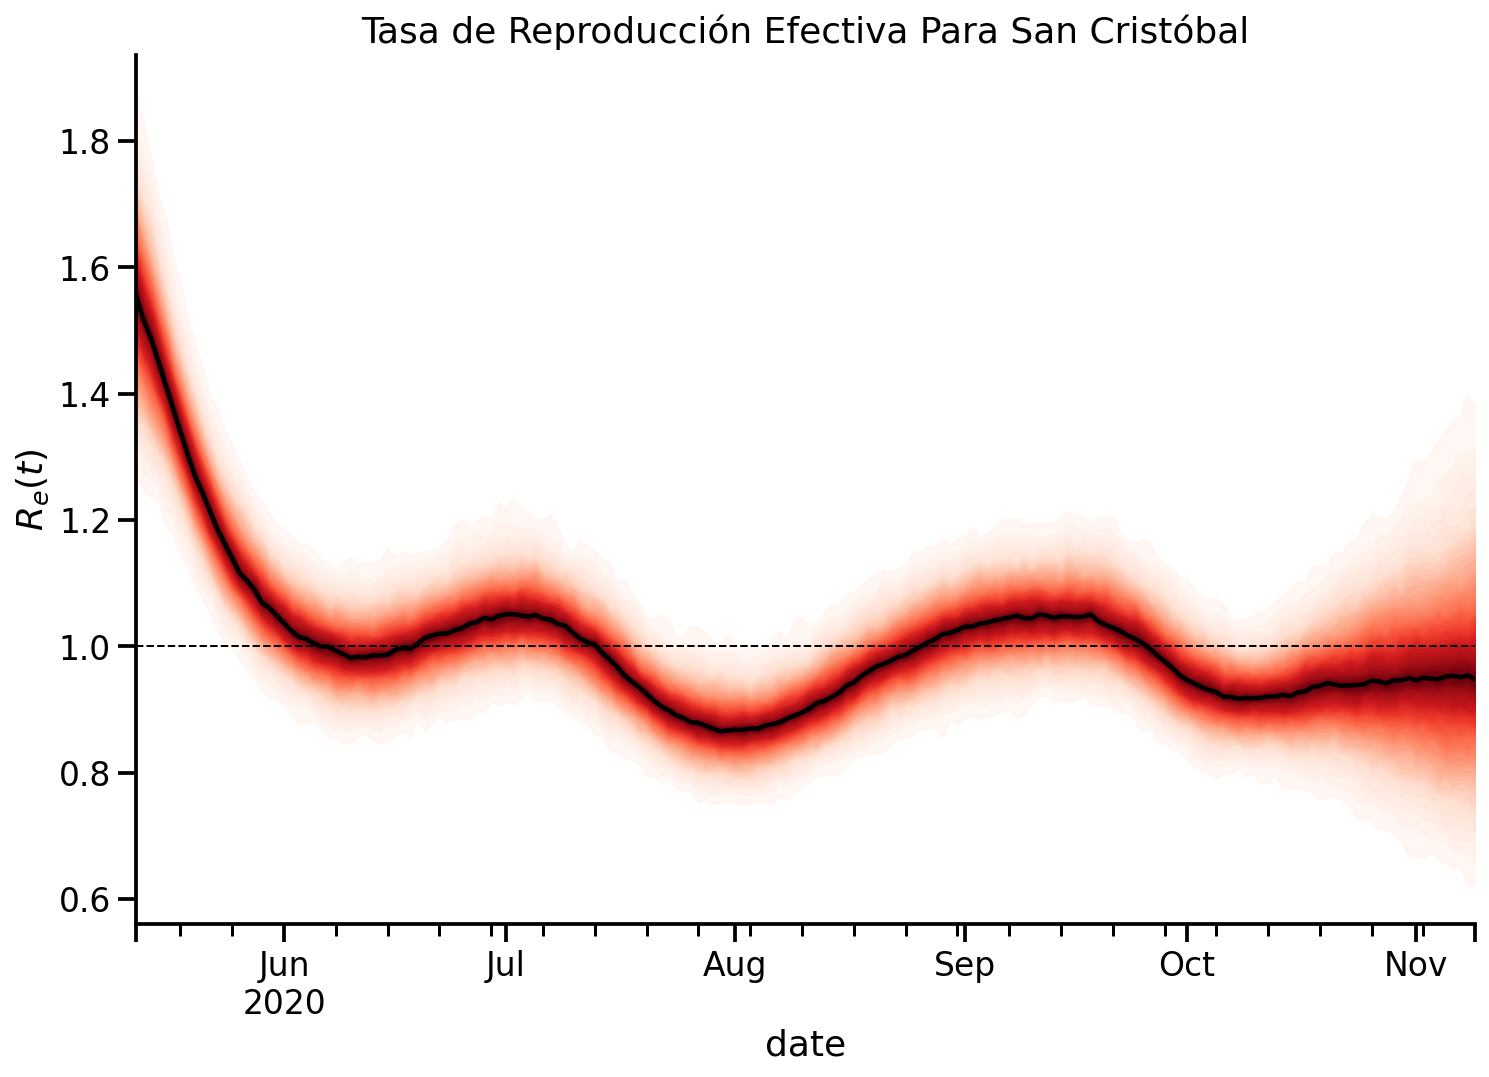 Tasa de Reproducción Efectiva Para San Cristóbal
1.8
1.6
1.4
1.2
1.0
0.8
0.6
Rₑ(t)
Jun Jul Aug Sep Oct Nov
2020
date